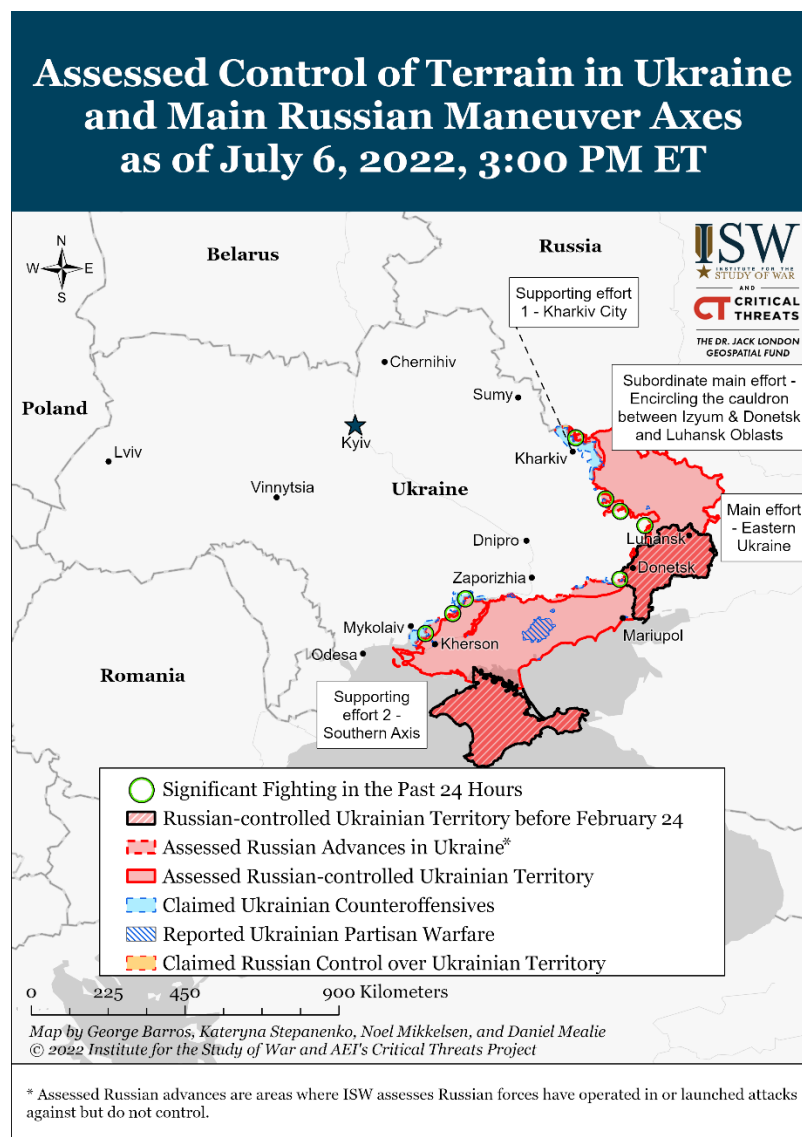 Assessed Control of Terrain in Ukraine
and Main Russian Maneuver Axes
as of July 6, 2022, 3:00 PM ET
N
W E
S
Belarus
Russia
ISW
INSTITUTE FOR THE
STUDY OF WAR
AND
CT CRITICAL
THREATS
THE DR. JACK LONDON
GEOSPATIAL FUND
Supporting effort
1 - Kharkiv City
Chernihiv
Subordinate main effort -
Encircling the cauldron
between Izyum & Donetsk
and Luhansk Oblasts
Poland
Sumy
Kyiv
Lviv
Kharkiv
Vinnytsia
Ukraine
Main effort
- Eastern
Ukraine
Dnipro
Luhansk
Donetsk
Zaporizhia
Mykolaiv
Mariupol
Kherson
Odesa
Romania
Supporting
effort 2 -
Southern Axis
Significant Fighting in the Past 24 Hours
Russian-controlled Ukrainian Territory before February 24
Assessed Russian Advances in Ukraine*
Assessed Russian-controlled Ukrainian Territory
Claimed Ukrainian Counteroffensives
Reported Ukrainian Partisan Warfare
Claimed Russian Control over Ukrainian Territory
0 225 450 900 Kilometers
Map by George Barros, Kateryna Stepanenko, Noel Mikkelsen, and Daniel Mealie
© 2022 Institute for the Study of War and AEI's Critical Threats Project
* Assessed Russian advances are areas where ISW assesses Russian forces have operated in or launched attacks
against but do not control.